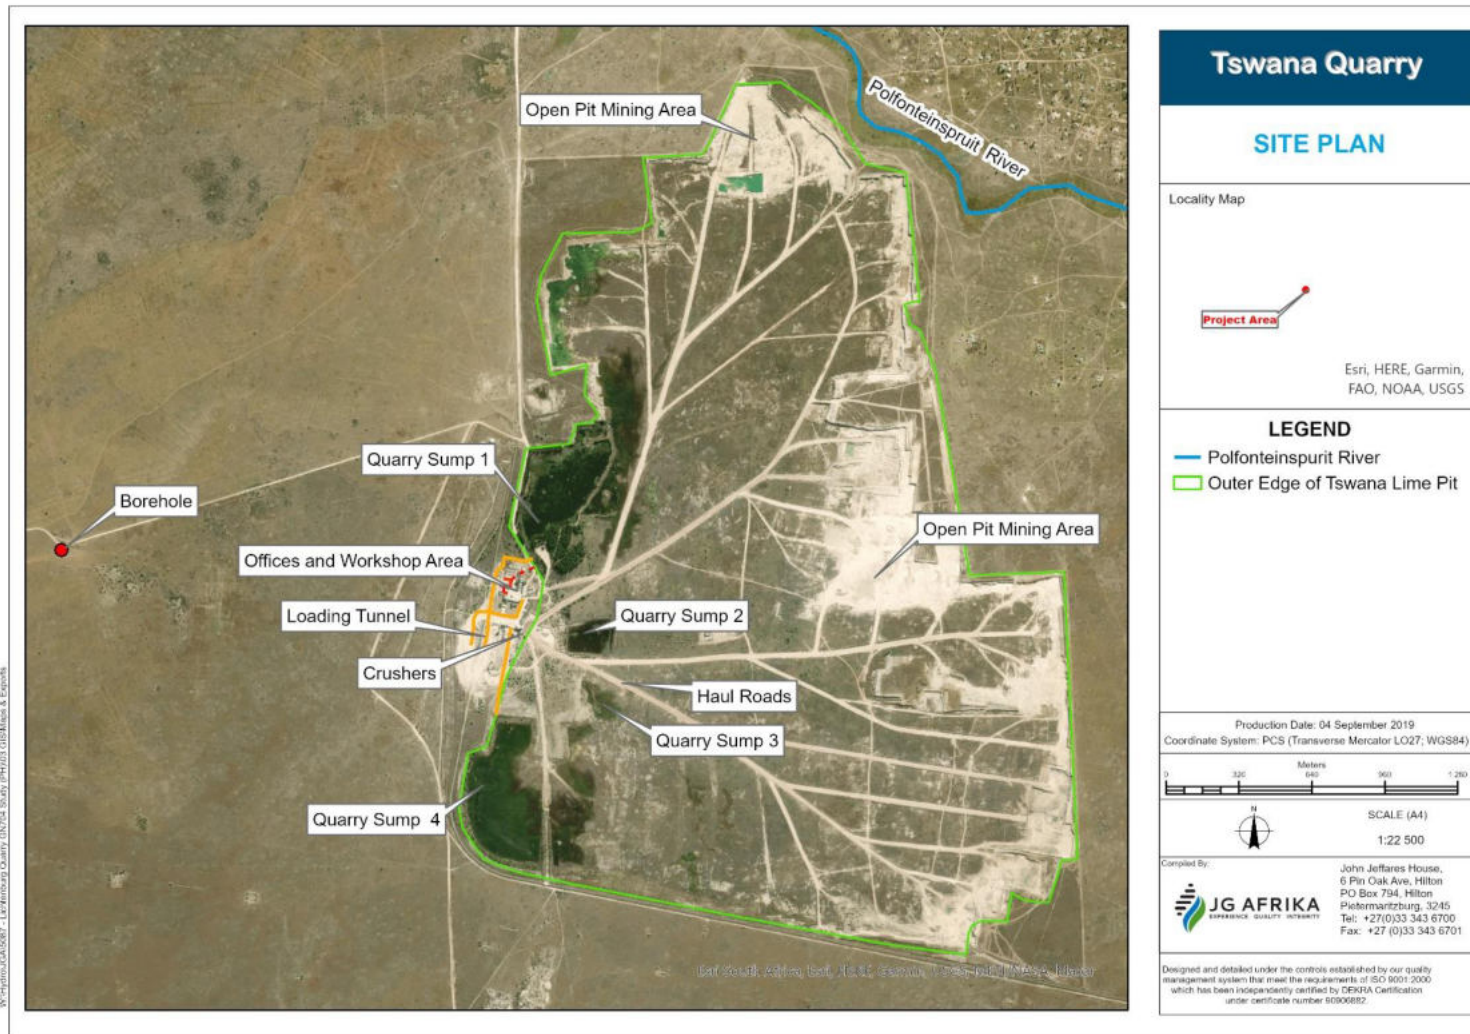 Open Pit Mining Area
Polfonteinspruit River
Quarry Sump 1
Borehole
Open Pit Mining Area
Offices and Workshop Area
Loading Tunnel
Quarry Sump 2
Crushers
Haul Roads
Quarry Sump 3
Quarry Sump 4
Tswana Quarry
SITE PLAN
Locality Map
Project Area
Esri, HERE, Garmin,
FAO, NOAA, USGS
LEGEND
Polfonteinspurit River
Outer Edge of Tswana Lime Pit
Production Date: 04 September 2019
Coordinate System: PCS (Transverse Mercator LO27; WGS84)
Meters
0 320 640 960 1 280
N
SCALE (A4)
1:22 500
Compiled By:
JG AFRIKA
EXPERIENCE QUALITY INTEGRITY
John Jeffares House,
6 Pin Oak Ave, Hilton
PO Box 794, Hilton
Pietermaritzburg, 3245
Tel: +27(0)33 343 6700
Fax: +27 (0)33 343 6701
Designed and detailed under the controls established by our quality
management system that meet the requirements of ISO 9001:2000
which has been independently certified by DEKRA Certification
under certificate number 90906882.